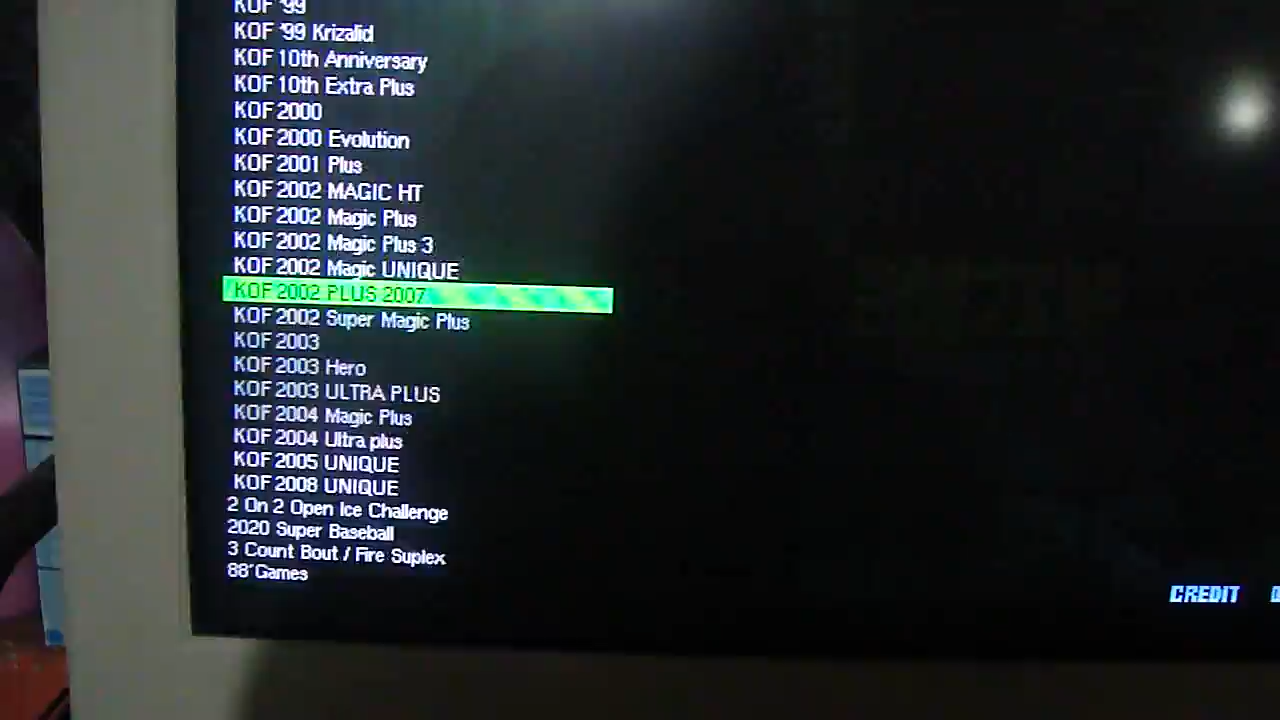 KOF '99
KOF '99 Krizalid
KOF 10th Anniversary
KOF 10th Extra Plus
KOF 2000
KOF 2000 Evolution
KOF 2001 Plus
KOF 2002 MAGIC HT
KOF 2002 Magic Plus
KOF 2002 Magic Plus 3
KOF 2002 Magic UNIQUE
KOF 2002 PLUS 2007
KOF 2002 Super Magic Plus
KOF 2003
KOF 2003 Hero
KOF 2003 ULTRA PLUS
KOF 2004 Magic Plus
KOF 2004 Ultra plus
KOF 2005 UNIQUE
KOF 2008 UNIQUE
2 On 2 Open Ice Challenge
2020 Super Baseball
3 Count Bout / Fire Suplex
88'Games
CREDIT